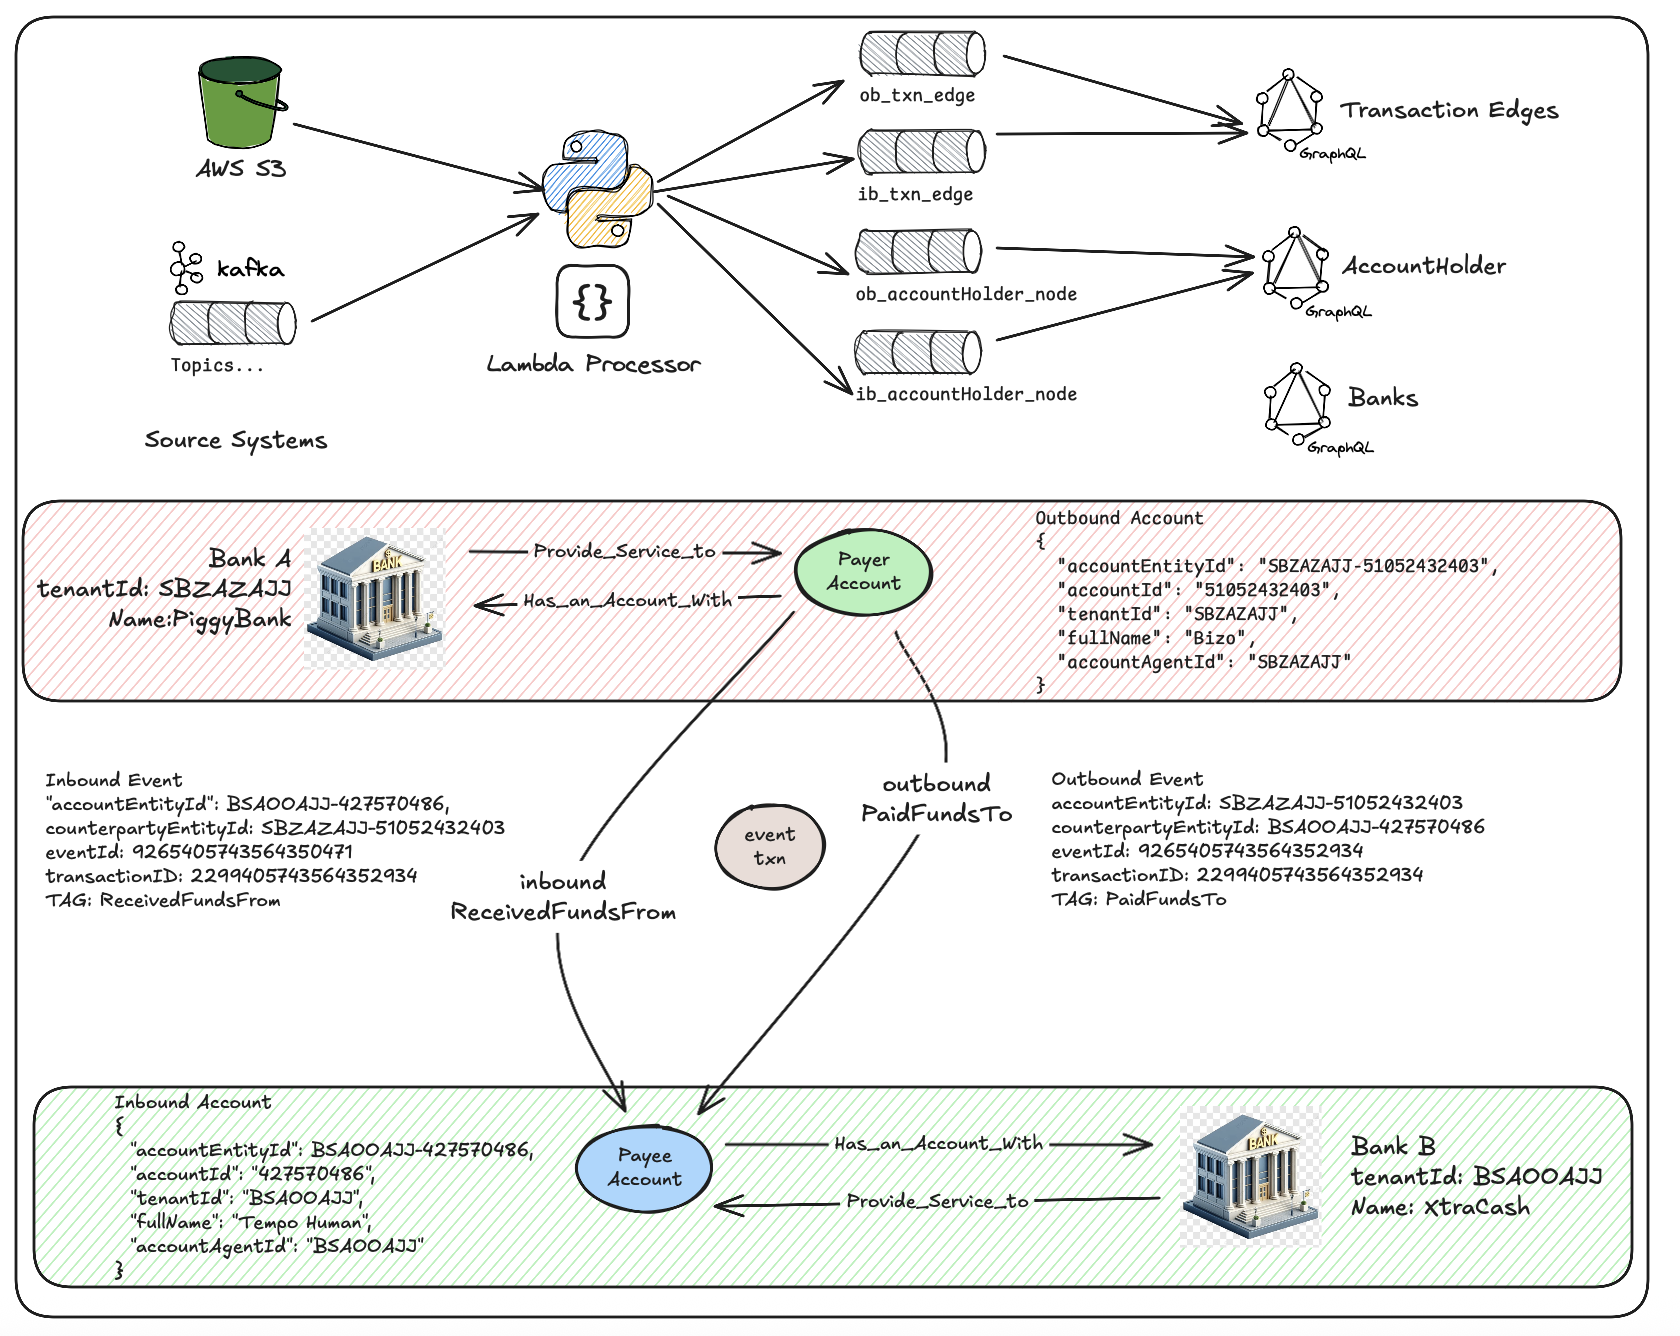 AWS S3
kafka
Topics...
Source Systems
{}
Lambda Processor
ob_txn_edge
ib_txn_edge
ob_accountHolder_node
ib_accountHolder_node
Transaction Edges
GraphQL
AccountHolder
GraphQL
Banks
GraphQL
Bank A
tenantId: SBZAZAJJ
Name:PiggyBank
BANK
Provide_Service_to
Has_an_Account_With
Payer
Account
Outbound Account
{
"accountEntityId": "SBZAZAJJ-51052432403",
"accountId": "51052432403",
"tenantId": "SBZAZAJJ",
"fullName": "Bizo",
"accountAgentId": "SBZAZAJJ"
}
Inbound Event
"accountEntityId": BSAOOAJJ-427570486,
counterpartyEntityId: SBZAZAJJ-51052432403
eventId: 9265405743564350471
transactionID: 2299405743564352934
TAG: ReceivedFundsFrom
inbound
ReceivedFundsFrom
event
txn
outbound
PaidFundsTo
Outbound Event
accountEntityId: SBZAZAJJ-51052432403
counterpartyEntityId: BSAOOAJJ-427570486
eventId: 9265405743564352934
transactionID: 2299405743564352934
TAG: PaidFundsTo
Inbound Account
{
"accountEntityId": BSAOOAJJ-427570486,
"accountId": "427570486",
"tenantId": "BSAOOAJJ",
"fullName": "Tempo Human",
"accountAgentId": "BSAOOAJJ"
}
Payee
Account
Has_an_Account_With
Provide_Service_to
BANK
Bank B
tenantId: BSAOOAJJ
Name: XtraCash